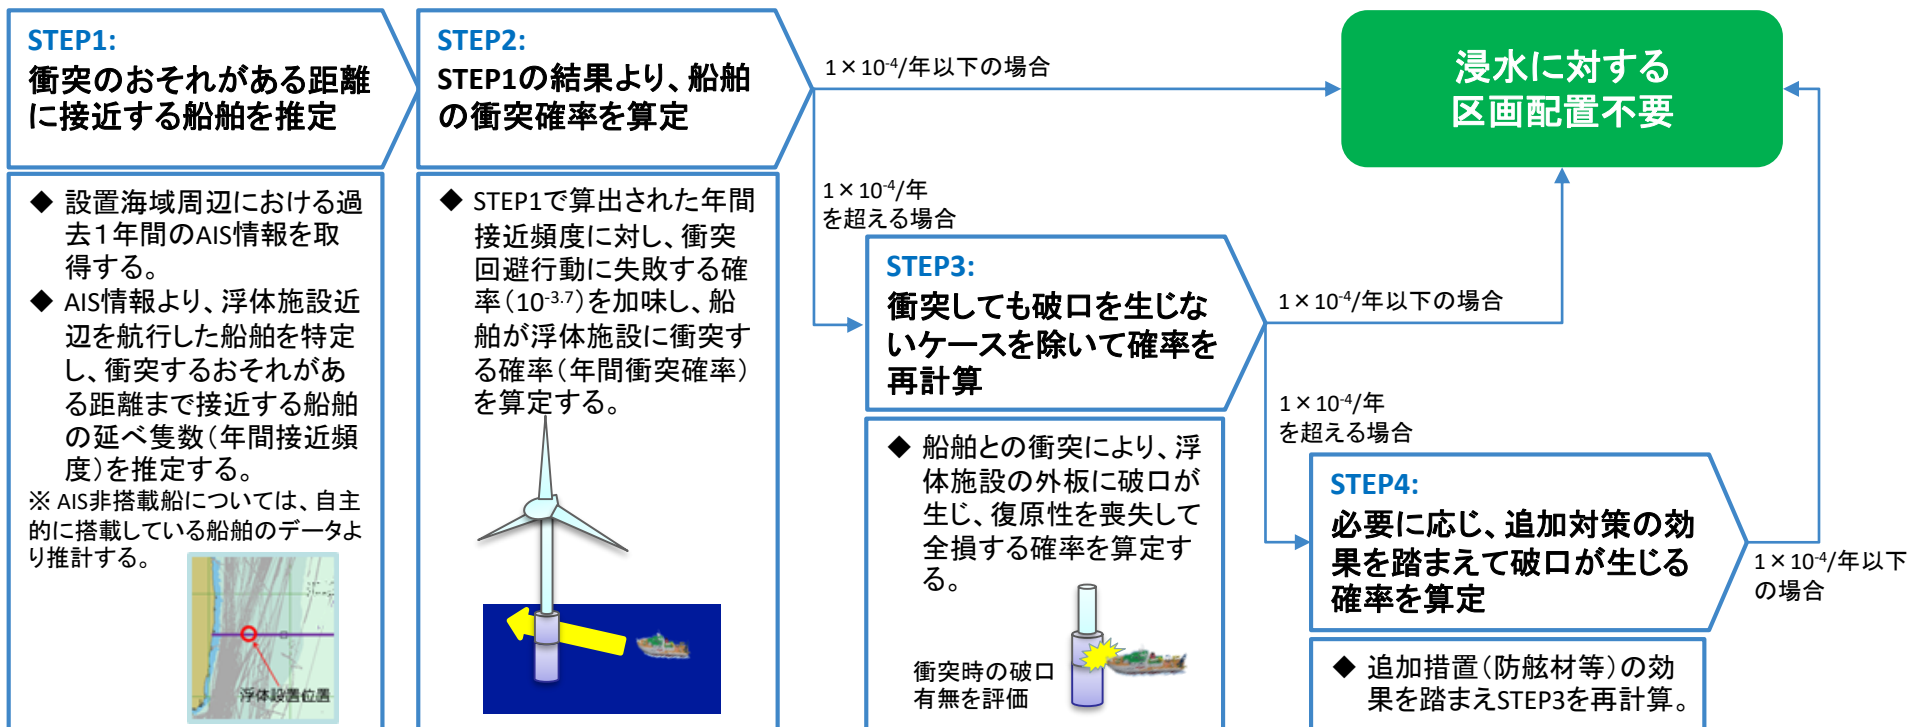 STEP1:
衝突のおそれがある距離
に接近する船舶を推定
◆ 設置海域周辺における過
去１年間のAIS情報を取
得する。
◆ AIS情報より、浮体施設近
辺を航行した船舶を特定
し、衝突するおそれがあ
る距離まで接近する船舶
の延べ隻数（年間接近頻
度）を推定する。
※ AIS非搭載船については、自主
的に搭載している船舶のデータよ
り推計する。
浮体設置位置
STEP2:
STEP1の結果より、船舶
の衝突確率を算定
◆ STEP1で算出された年間
接近頻度に対し、衝突
回避行動に失敗する確
率（10⁻³·⁷）を加味し、船
舶が浮体施設に衝突す
る確率（年間衝突確率）
を算定する。
1×10⁻⁴/年以下の場合
1×10⁻⁴/年
を超える場合
STEP3:
衝突しても破口を生じな
いケースを除いて確率を
再計算
◆ 船舶との衝突により、浮
体施設の外板に破口が
生じ、復原性を喪失して
全損する確率を算定す
る。
衝突時の破口
有無を評価
1×10⁻⁴/年以下の場合
1×10⁻⁴/年
を超える場合
STEP4:
必要に応じ、追加対策の効
果を踏まえて破口が生じる
確率を算定
◆ 追加措置（防舷材等）の効
果を踏まえSTEP3を再計算。
1×10⁻⁴/年以下
の場合
浸水に対する
区画配置不要